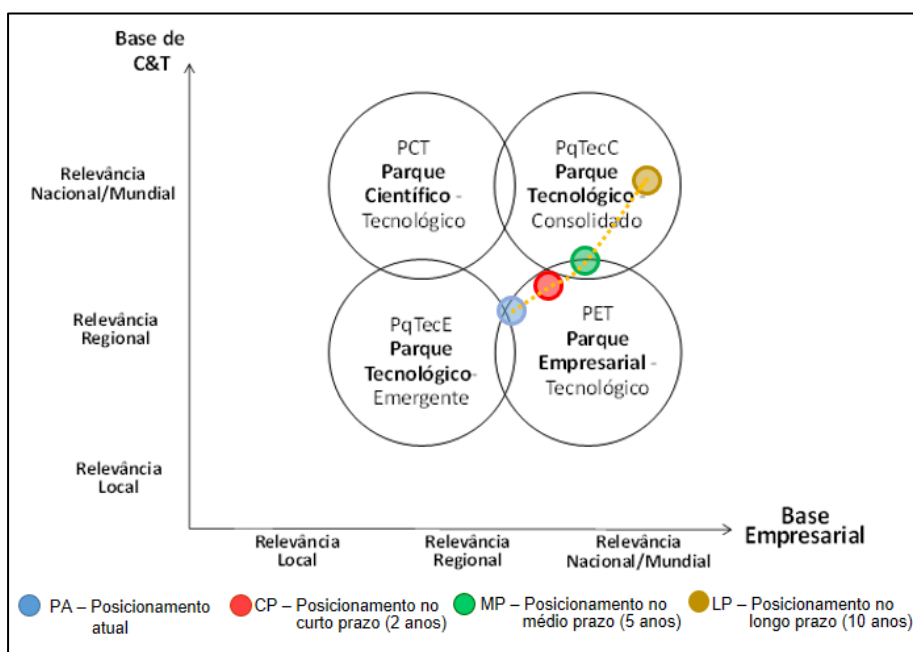 Base de
C&T
Relevância
Nacional/Mundial
PCT
Parque
Científico -
Tecnológico
PqTecC
Parque
Tecnológico -
Consolidado
Relevância
Regional
PqTecE
Parque
Tecnológico-
Emergente
PET
Parque
Empresarial -
Tecnológico
Relevância
Local
Relevância
Local
Relevância
Regional
Relevância
Nacional/Mundial
Base
Empresarial
PA – Posicionamento
atual
CP – Posicionamento no
curto prazo (2 anos)
MP – Posicionamento no
médio prazo (5 anos)
LP – Posicionamento no
longo prazo (10 anos)